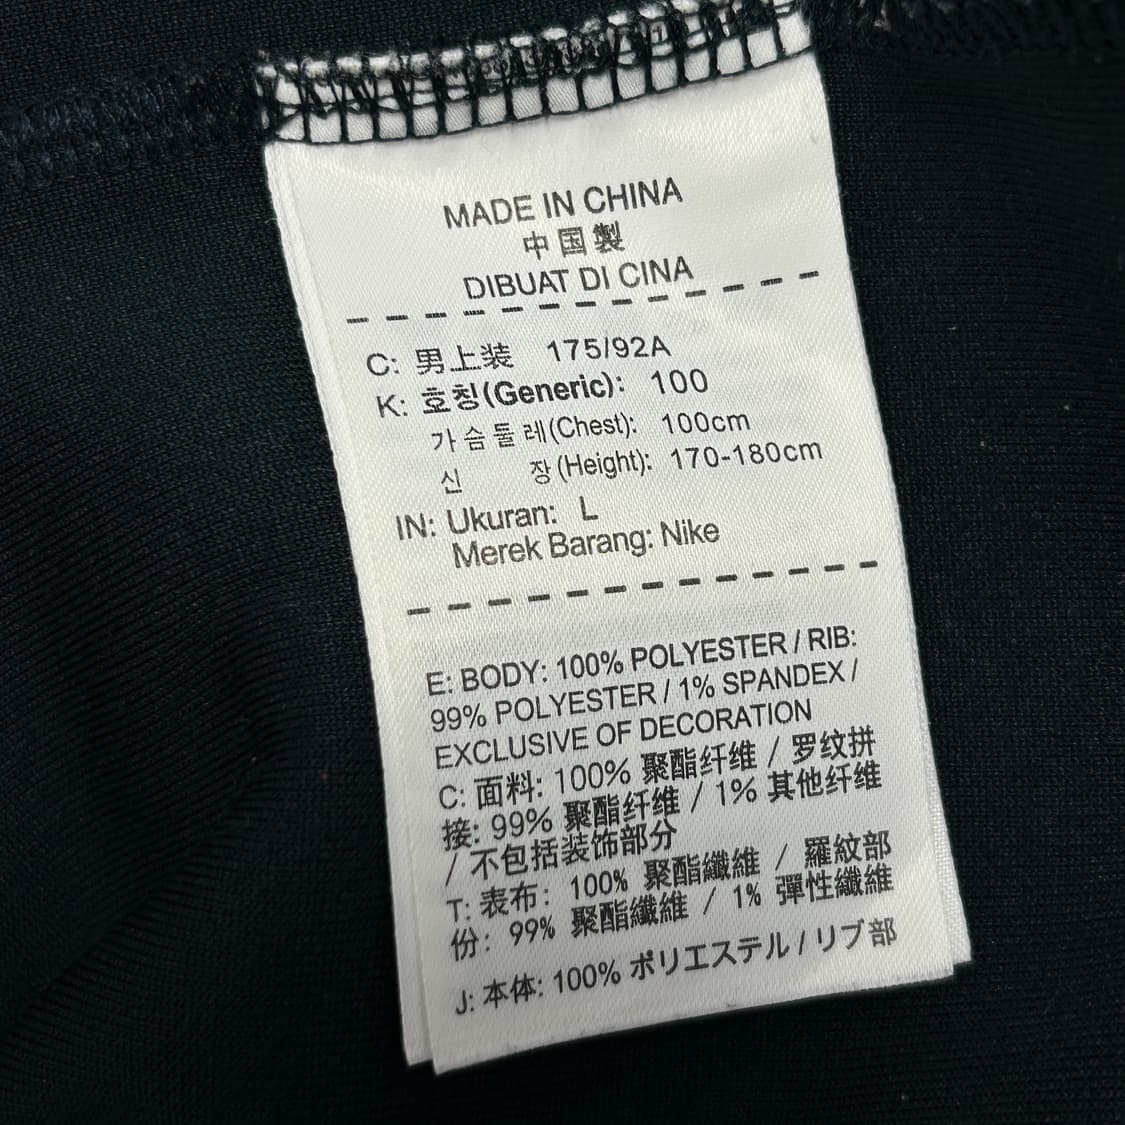 MADE IN CHINA
中国製
DIBUAT DI CINA
C: 男上装 175/92A
K: 호칭(Generic): 100
가슴둘레(Chest): 100cm
신 장(Height): 170-180cm
IN: Ukuran: L
Merek Barang: Nike
E: BODY: 100% POLYESTER / RIB:
99% POLYESTER / 1% SPANDEX /
EXCLUSIVE OF DECORATION
C: 面料: 100% 聚酯纤维 / 罗纹拼
接: 99% 聚酯纤维 / 1% 其他纤维
/ 不包括装饰部分
T: 表布: 100% 聚酯纖維 / 羅紋部
份: 99% 聚酯纖維 / 1% 彈性纖維
J: 本体: 100% ポリエステル / リブ部